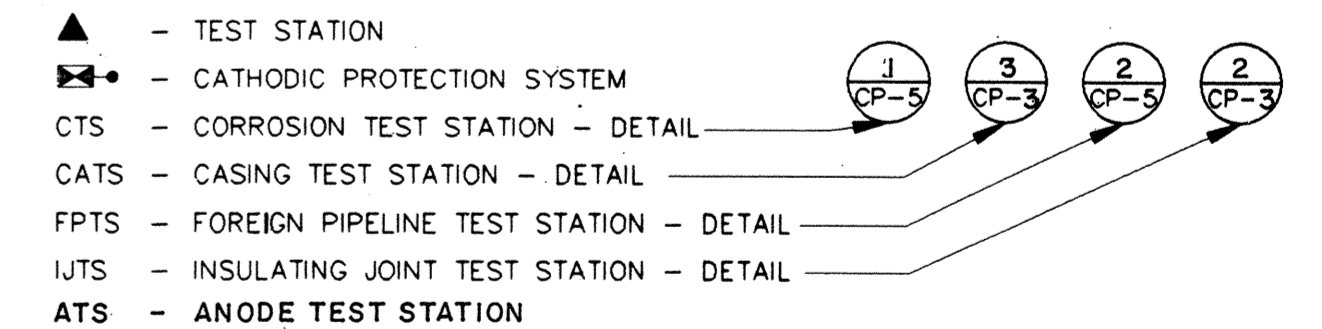 – TEST STATION
– CATHODIC PROTECTION SYSTEM
1 3 2 2
CP-5 CP-3 CP-5 CP-3
CTS – CORROSION TEST STATION – DETAIL
CATS – CASING TEST STATION – DETAIL
FPTS – FOREIGN PIPELINE TEST STATION – DETAIL
IJTS – INSULATING JOINT TEST STATION – DETAIL
ATS – ANODE TEST STATION